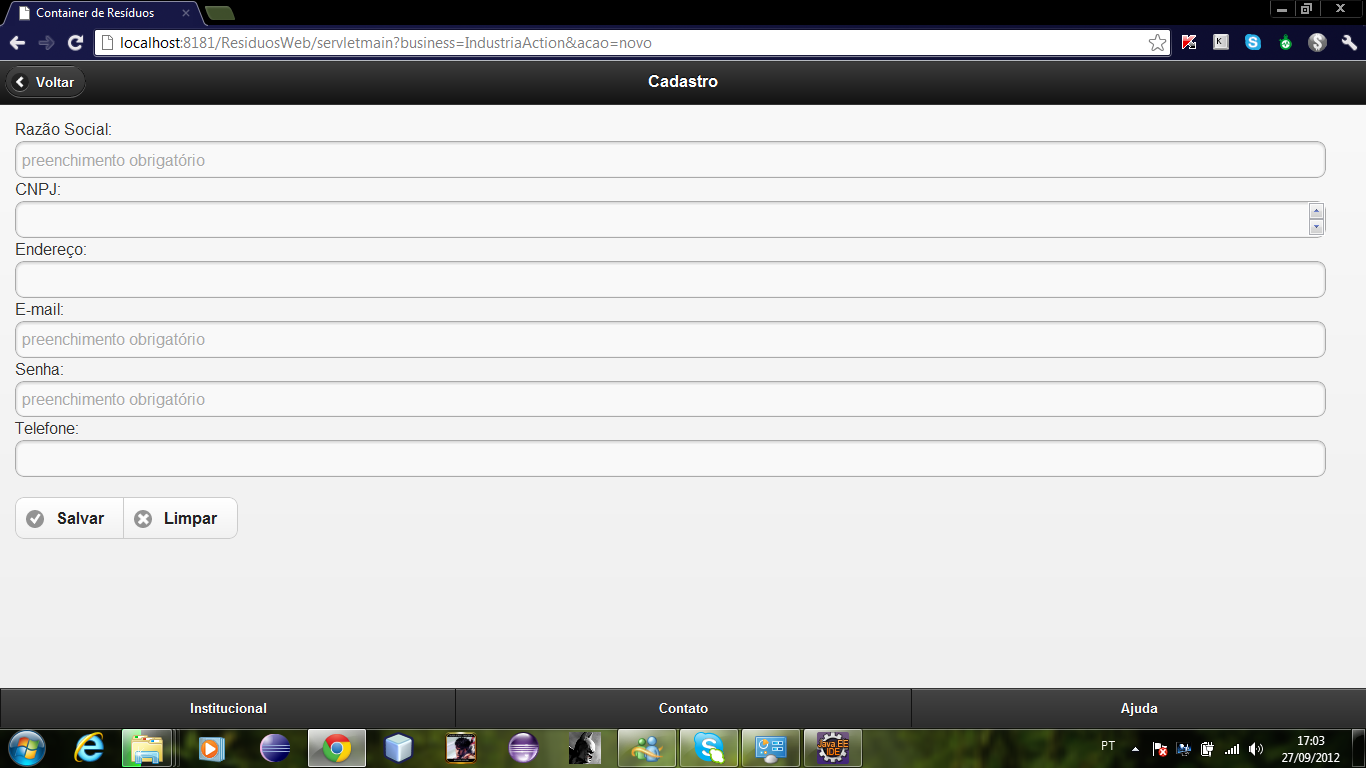 Container de Resíduos
localhost:8181/ResiduosWeb/servletmain?business=IndustriaAction&acao=novo
Voltar
Cadastro
Razão Social:
preenchimento obrigatório
CNPJ:
Endereço:
E-mail:
preenchimento obrigatório
Senha:
preenchimento obrigatório
Telefone:
Salvar
Limpar
Institucional
Contato
Ajuda
Java EE
IDE
PT
17:03
27/09/2012